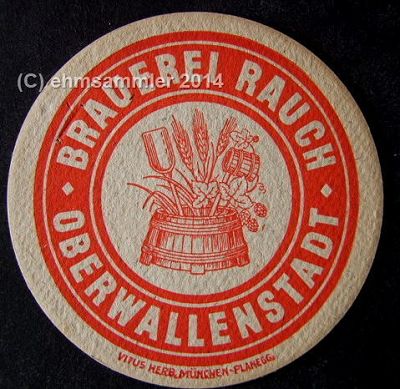 (C) ehmsammler 2014
BRAUEREI RAUCH
OBERWALLENSTADT
VITUS HERB, MÜNCHEN-PLANEGG.